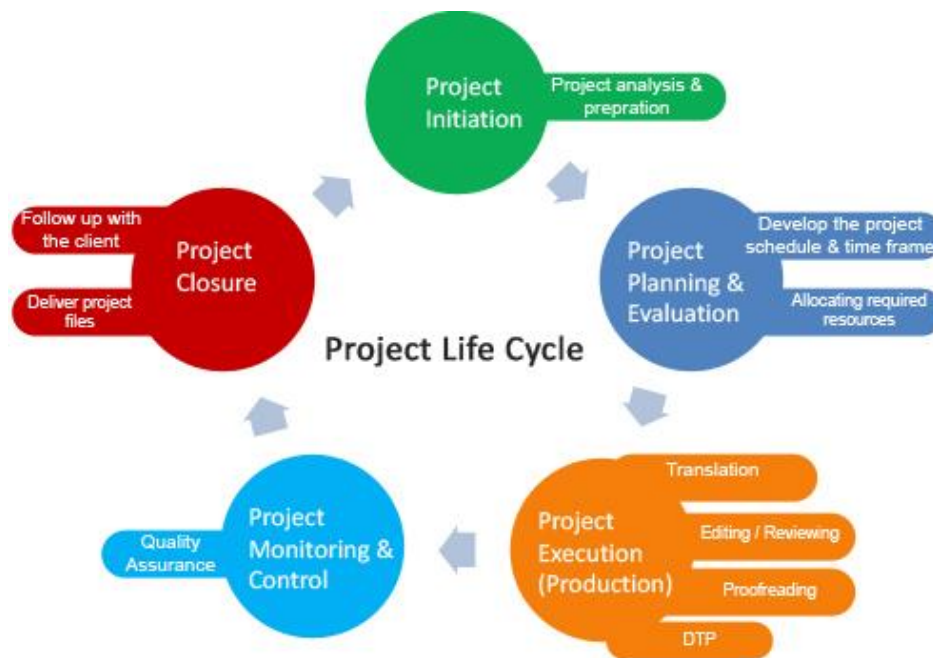 Project
Initiation
Project analysis &
prepration
Project
Planning &
Evaluation
Develop the project
schedule & time frame
Allocating required
resources
Project
Execution
(Production)
Translation
Editing / Reviewing
Proofreading
DTP
Project
Monitoring &
Control
Quality
Assurance
Project
Closure
Follow up with
the client
Deliver project
files
Project Life Cycle